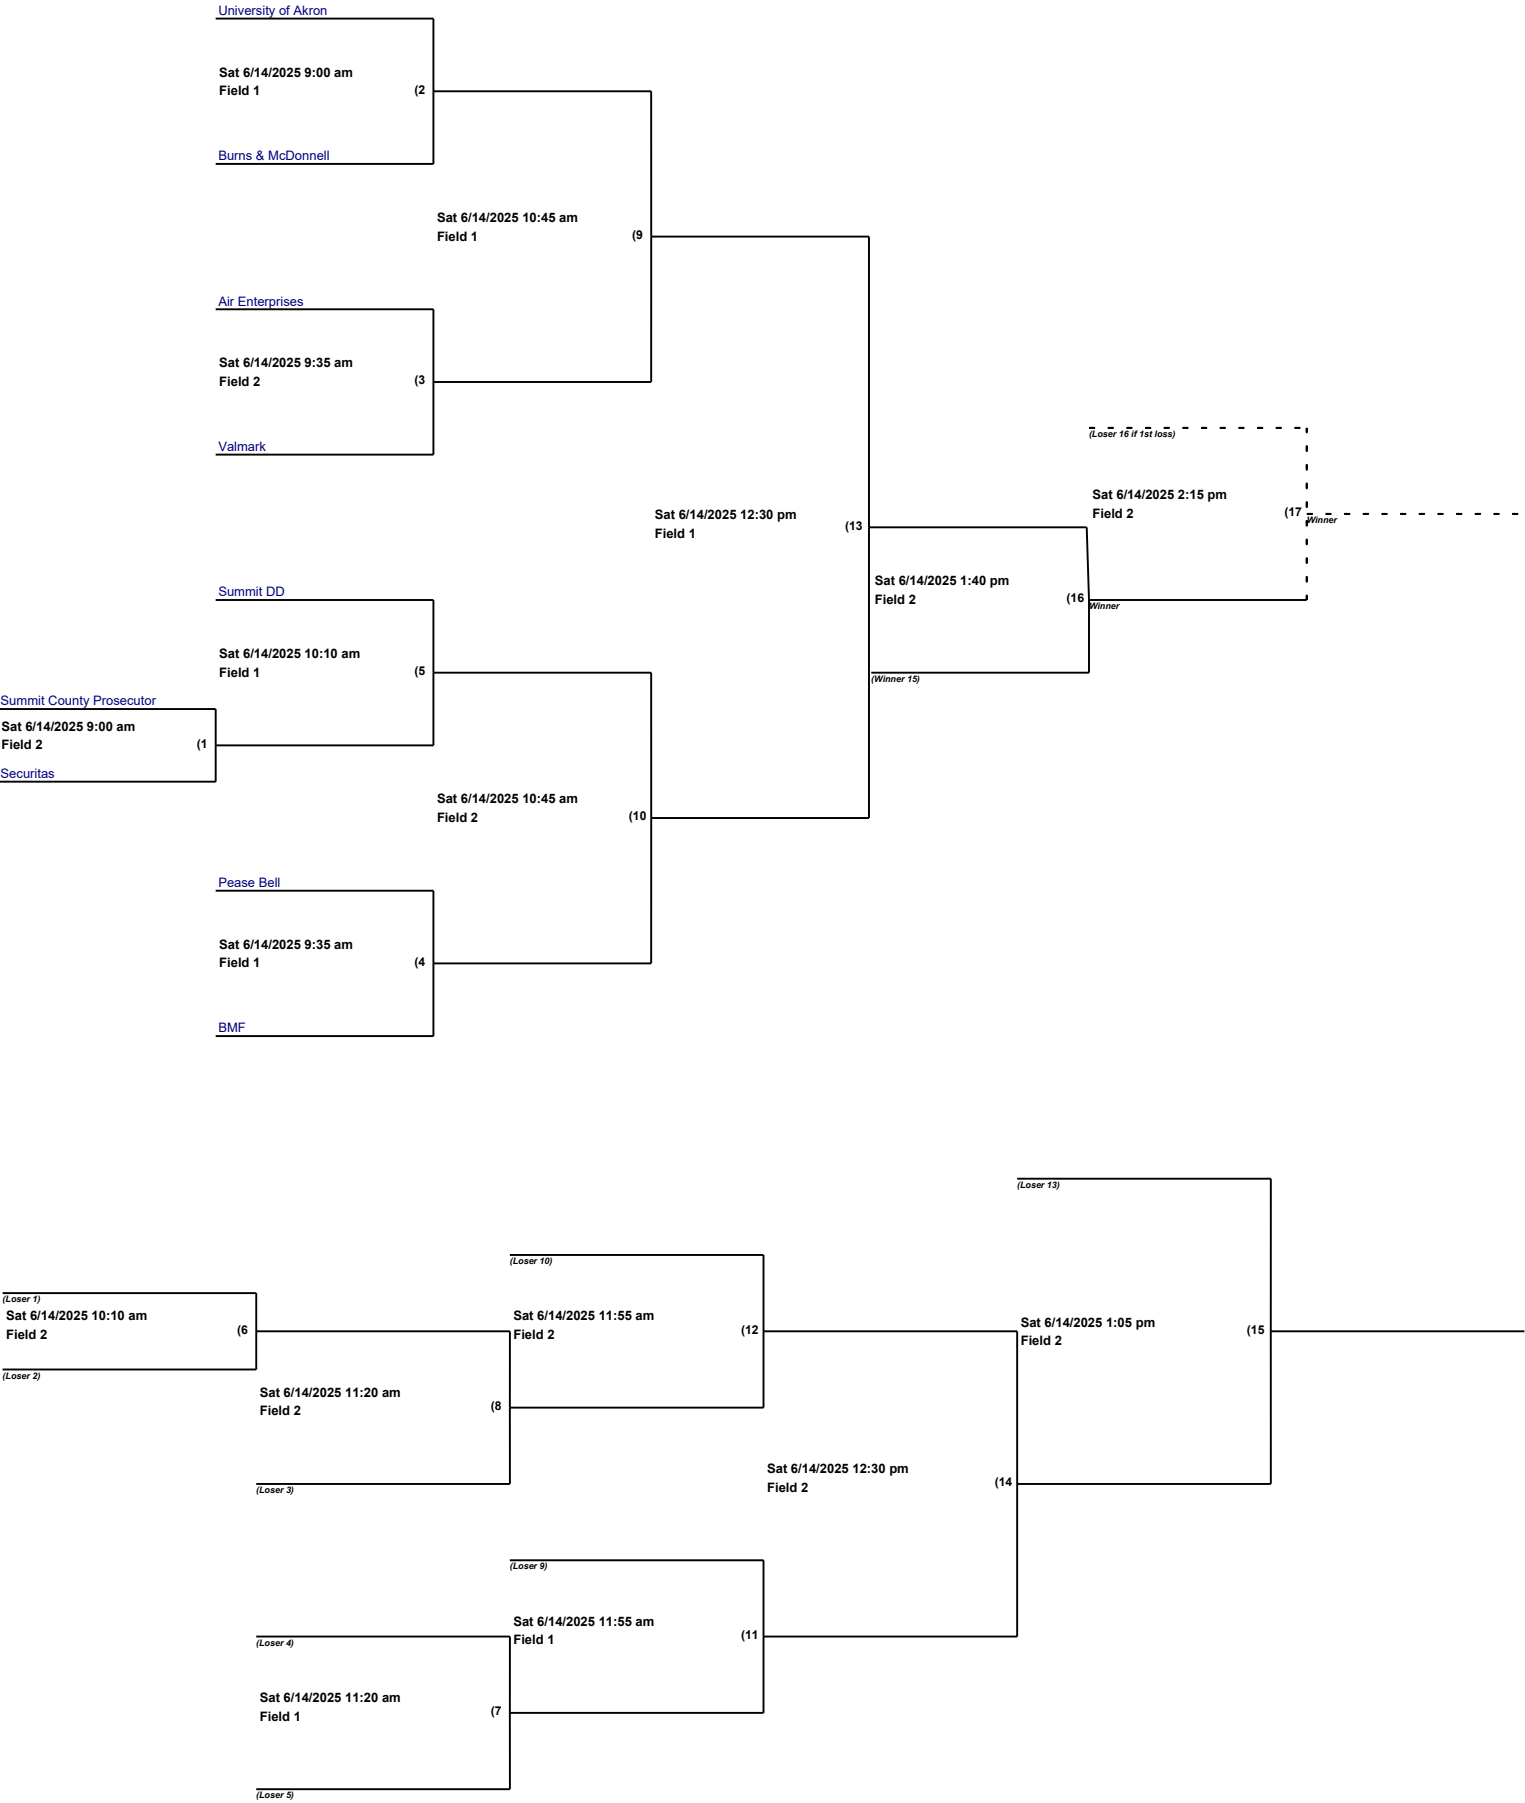 University of Akron
Sat 6/14/2025 9:00 am
Field 1
(2
Burns & McDonnell
Sat 6/14/2025 10:45 am
Field 1
(9
Air Enterprises
Sat 6/14/2025 9:35 am
Field 2
(3
Valmark
(Loser 16 if 1st loss)
Sat 6/14/2025 2:15 pm
Field 2
(17
Winner
Sat 6/14/2025 12:30 pm
Field 1
(13
Sat 6/14/2025 1:40 pm
Field 2
(16
Winner
(Winner 15)
Summit DD
Sat 6/14/2025 10:10 am
Field 1
(5
Summit County Prosecutor
Sat 6/14/2025 9:00 am
Field 2
(1
Securitas
Sat 6/14/2025 10:45 am
Field 2
(10
Pease Bell
Sat 6/14/2025 9:35 am
Field 1
(4
BMF
(Loser 13)
(Loser 10)
(Loser 1)
Sat 6/14/2025 10:10 am
Field 2
(6
(Loser 2)
Sat 6/14/2025 11:55 am
Field 2
(12
Sat 6/14/2025 1:05 pm
Field 2
(15
Sat 6/14/2025 11:20 am
Field 2
(8
(Loser 3)
Sat 6/14/2025 12:30 pm
Field 2
(14
(Loser 9)
Sat 6/14/2025 11:55 am
Field 1
(11
(Loser 4)
Sat 6/14/2025 11:20 am
Field 1
(7
(Loser 5)